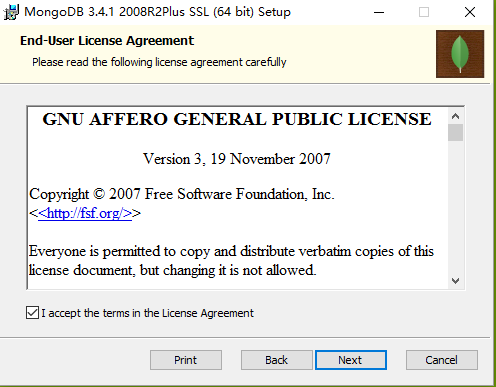 MongoDB 3.4.1 2008R2Plus SSL (64 bit) Setup
End-User License Agreement
Please read the following license agreement carefully
GNU AFFERO GENERAL PUBLIC LICENSE
Version 3, 19 November 2007
Copyright © 2007 Free Software Foundation, Inc.
<<http://fsf.org/>>
Everyone is permitted to copy and distribute verbatim copies of this
license document, but changing it is not allowed.
I accept the terms in the License Agreement
Print Back Next Cancel